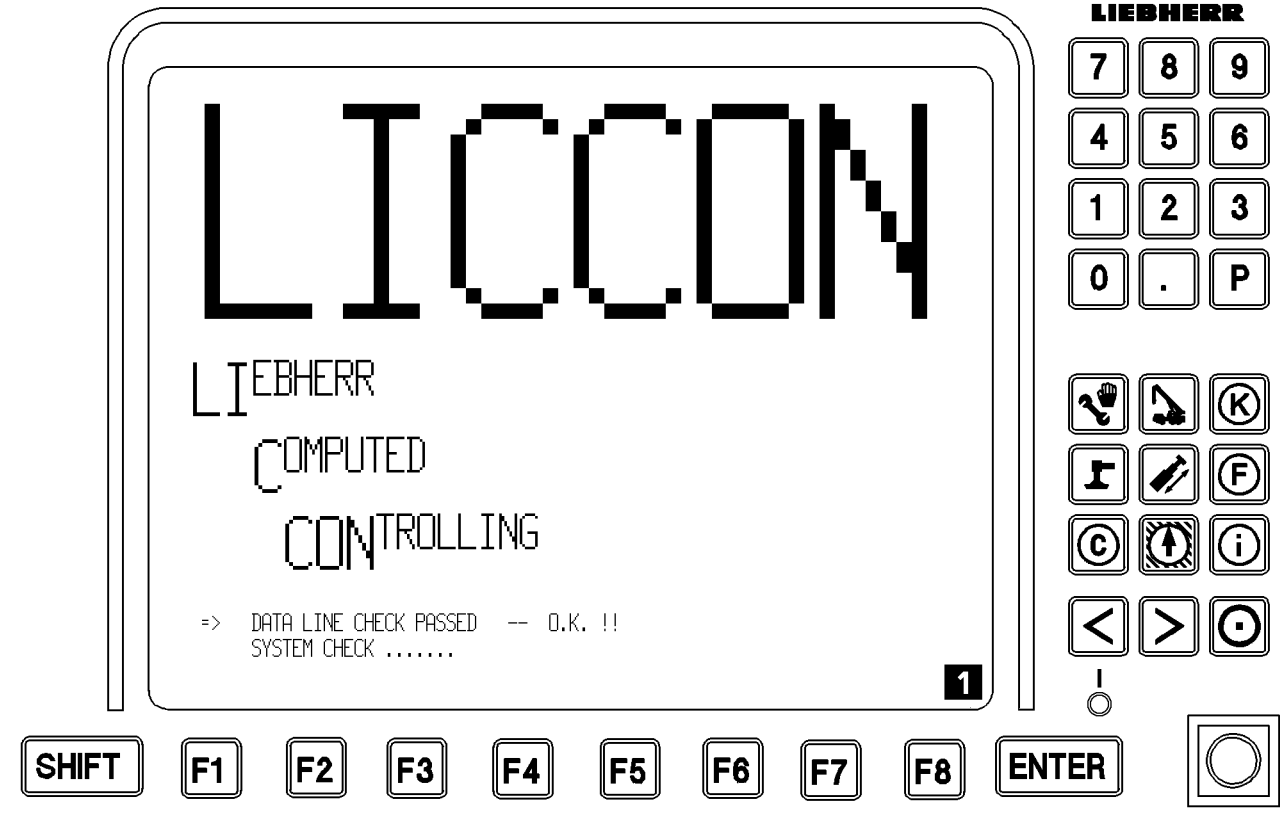 LIEBHERR
LICCON
LIEBHERR
COMPUTED
CONTROLLING
=> DATA LINE CHECK PASSED -- O.K. !!
SYSTEM CHECK .......
1
7 8 9
4 5 6
1 2 3
0 . P
K
F
C i
< >
I
SHIFT F1 F2 F3 F4 F5 F6 F7 F8 ENTER